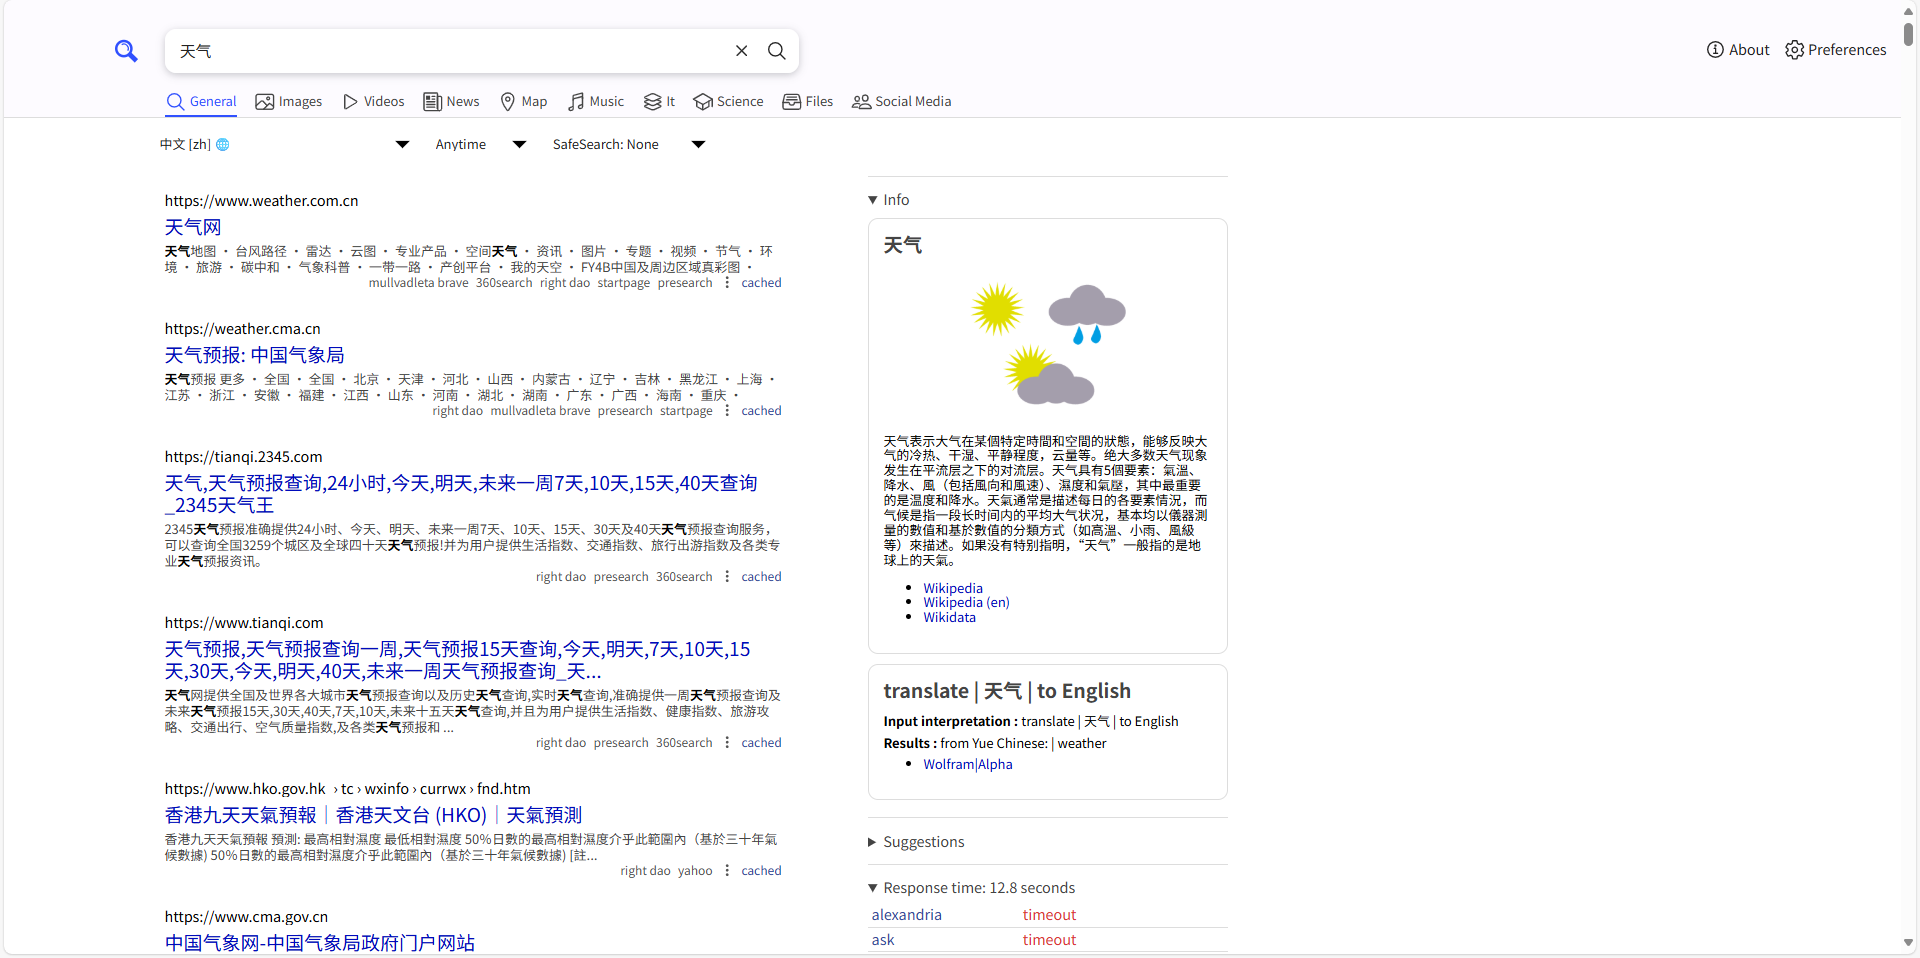 天气
About
Preferences
General
Images
Videos
News
Map
Music
It
Science
Files
Social Media
中文 [zh]
Anytime
SafeSearch: None
https://www.weather.com.cn
天气网
天气地图 · 台风路径 · 雷达 · 云图 · 专业产品 · 空间天气 · 资讯 · 图片 · 专题 · 视频 · 节气 · 环
境 · 旅游 · 碳中和 · 气象科普 · 一带一路 · 产创平台 · 我的天空 · FY4B中国及周边区域真彩图 ·
mullvadleta brave 360search right dao startpage presearch cached
https://weather.cma.cn
天气预报: 中国气象局
天气预报 更多 · 全国 · 全国 · 北京 · 天津 · 河北 · 山西 · 内蒙古 · 辽宁 · 吉林 · 黑龙江 · 上海 ·
江苏 · 浙江 · 安徽 · 福建 · 江西 · 山东 · 河南 · 湖北 · 湖南 · 广东 · 广西 · 海南 · 重庆 ·
right dao mullvadleta brave presearch startpage cached
https://tianqi.2345.com
天气,天气预报查询,24小时,今天,明天,未来一周7天,10天,15天,40天查询
_2345天气王
2345天气预报准确提供24小时、今天、明天、未来一周7天、10天、15天、30天及40天天气预报查询服务，
可以查询全国3259个城区及全球四十天天气预报!并为用户提供生活指数、交通指数、旅行出游指数及各类专
业天气预报资讯。
right dao presearch 360search cached
https://www.tianqi.com
天气预报,天气预报查询一周,天气预报15天查询,今天,明天,7天,10天,15
天,30天,今天,明天,40天,未来一周天气预报查询_天...
天气网提供全国及世界各大城市天气预报查询以及历史天气查询,实时天气查询,准确提供一周天气预报查询及
未来天气预报15天,30天,40天,7天,10天,未来十五天天气查询,并且为用户提供生活指数、健康指数、旅游攻
略、交通出行、空气质量指数,及各类天气预报和 ...
right dao presearch 360search cached
https://www.hko.gov.hk › tc › wxinfo › currwx › fnd.htm
香港九天天氣預報｜香港天文台 (HKO)｜天氣預測
香港九天天氣預報 預測: 最高相對濕度 最低相對濕度 50％日數的最高相對濕度介乎此範圍內（基於三十年氣
候數據) 50％日數的最高相對濕度介乎此範圍內（基於三十年氣候數據) [註...
right dao yahoo cached
https://www.cma.gov.cn
中国气象网-中国气象局政府门户网站
Info
天气
天气表示大气在某個特定時間和空間的狀態，能够反映大
气的冷热、干湿、平静程度，云量等。绝大多数天气现象
发生在平流层之下的对流层。天气具有5個要素：氣溫、
降水、風（包括風向和風速）、濕度和氣壓，其中最重要
的是温度和降水。天氣通常是描述每日的各要素情況，而
气候是指一段长时间内的平均大气状况，基本均以儀器測
量的數值和基於數值的分類方式（如高溫、小雨、風級
等）來描述。如果没有特别指明，“天气”一般指的是地
球上的天氣。
Wikipedia
Wikipedia (en)
Wikidata
translate | 天气 | to English
Input interpretation : translate | 天气 | to English
Results : from Yue Chinese: | weather
Wolfram|Alpha
Suggestions
Response time: 12.8 seconds
alexandria timeout
ask timeout